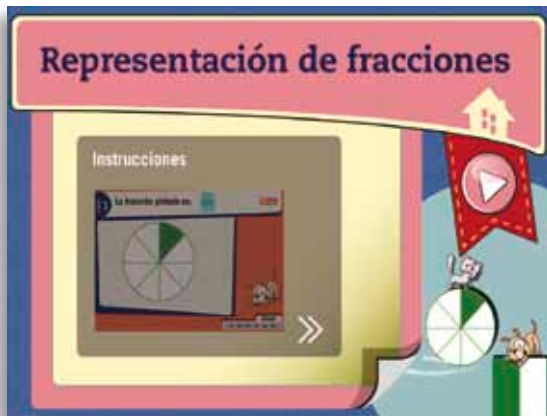 Representación de fracciones
Instrucciones
La fracción pintada es: